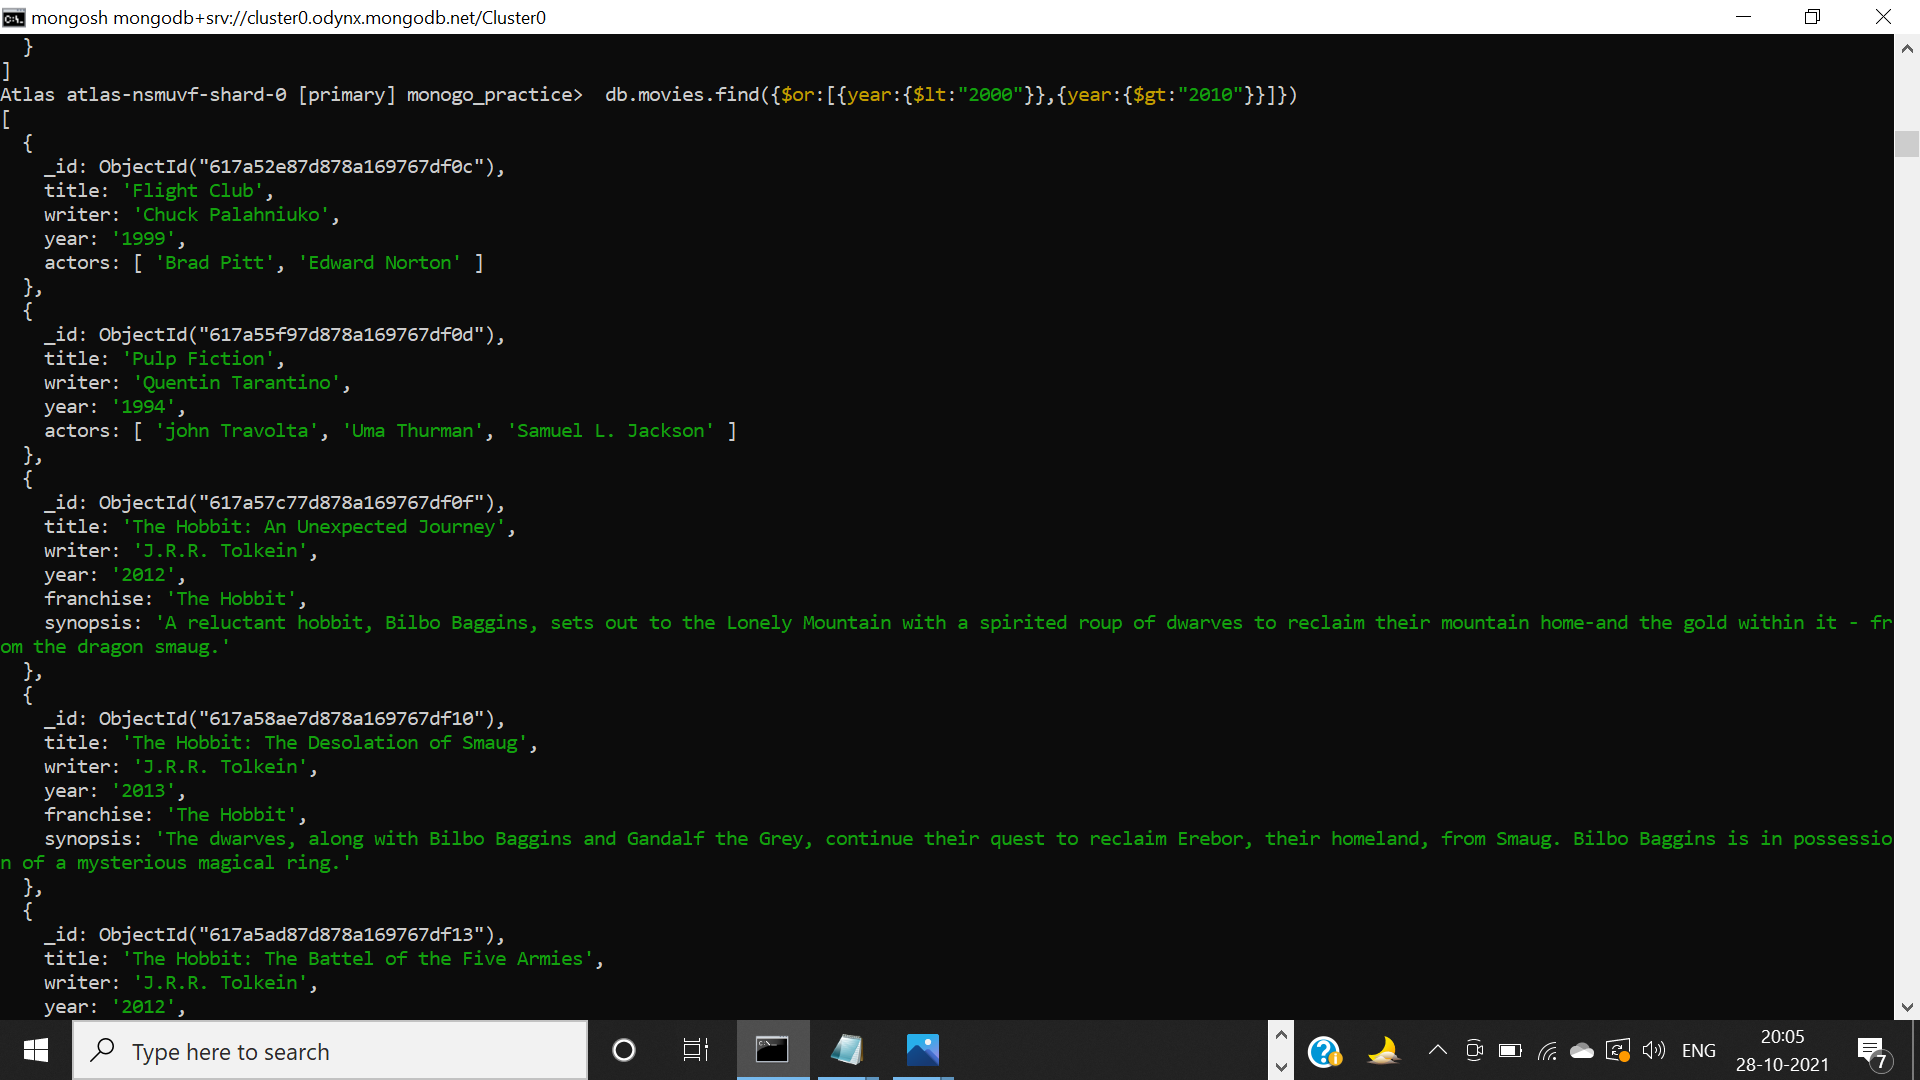 mongosh mongodb+srv://cluster0.odynx.mongodb.net/Cluster0
  }
]
Atlas atlas-nsmuvf-shard-0 [primary] monogo_practice>  db.movies.find({$or:[{year:{$lt:"2000"}},{year:{$gt:"2010"}}]})
[
  {
    _id: ObjectId("617a52e87d878a169767df0c"),
    title: 'Flight Club',
    writer: 'Chuck Palahniuko',
    year: '1999',
    actors: [ 'Brad Pitt', 'Edward Norton' ]
  },
  {
    _id: ObjectId("617a55f97d878a169767df0d"),
    title: 'Pulp Fiction',
    writer: 'Quentin Tarantino',
    year: '1994',
    actors: [ 'john Travolta', 'Uma Thurman', 'Samuel L. Jackson' ]
  },
  {
    _id: ObjectId("617a57c77d878a169767df0f"),
    title: 'The Hobbit: An Unexpected Journey',
    writer: 'J.R.R. Tolkein',
    year: '2012',
    franchise: 'The Hobbit',
    synopsis: 'A reluctant hobbit, Bilbo Baggins, sets out to the Lonely Mountain with a spirited roup of dwarves to reclaim their mountain home-and the gold within it - fr
om the dragon smaug.'
  },
  {
    _id: ObjectId("617a58ae7d878a169767df10"),
    title: 'The Hobbit: The Desolation of Smaug',
    writer: 'J.R.R. Tolkein',
    year: '2013',
    franchise: 'The Hobbit',
    synopsis: 'The dwarves, along with Bilbo Baggins and Gandalf the Grey, continue their quest to reclaim Erebor, their homeland, from Smaug. Bilbo Baggins is in possessio
n of a mysterious magical ring.'
  },
  {
    _id: ObjectId("617a5ad87d878a169767df13"),
    title: 'The Hobbit: The Battel of the Five Armies',
    writer: 'J.R.R. Tolkein',
    year: '2012',
Type here to search
ENG
20:05
28-10-2021
7